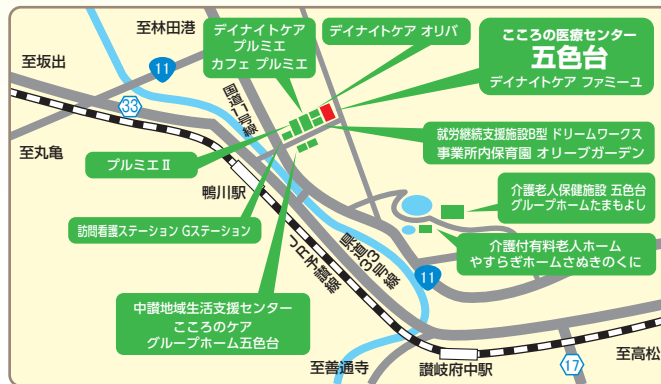 至林田港
デイナイトケア
プルミエ
カフェ プルミエ
デイナイトケア オリバ
こころの医療センター
五色台
デイナイトケア ファミーユ
至坂出
11
33
国道11号線
就労継続支援施設B型 ドリームワークス
事業所内保育園 オリーブガーデン
至丸亀
プルミエⅡ
鴨川駅
介護老人保健施設 五色台
グループホームたまもよし
訪問看護ステーション Gステーション
介護付有料老人ホーム
やすらぎホームさぬきのくに
県道33号線
JR予讃線
11
中讃地域生活支援センター
こころのケア
グループホーム五色台
至善通寺
讃岐府中駅
17
至高松